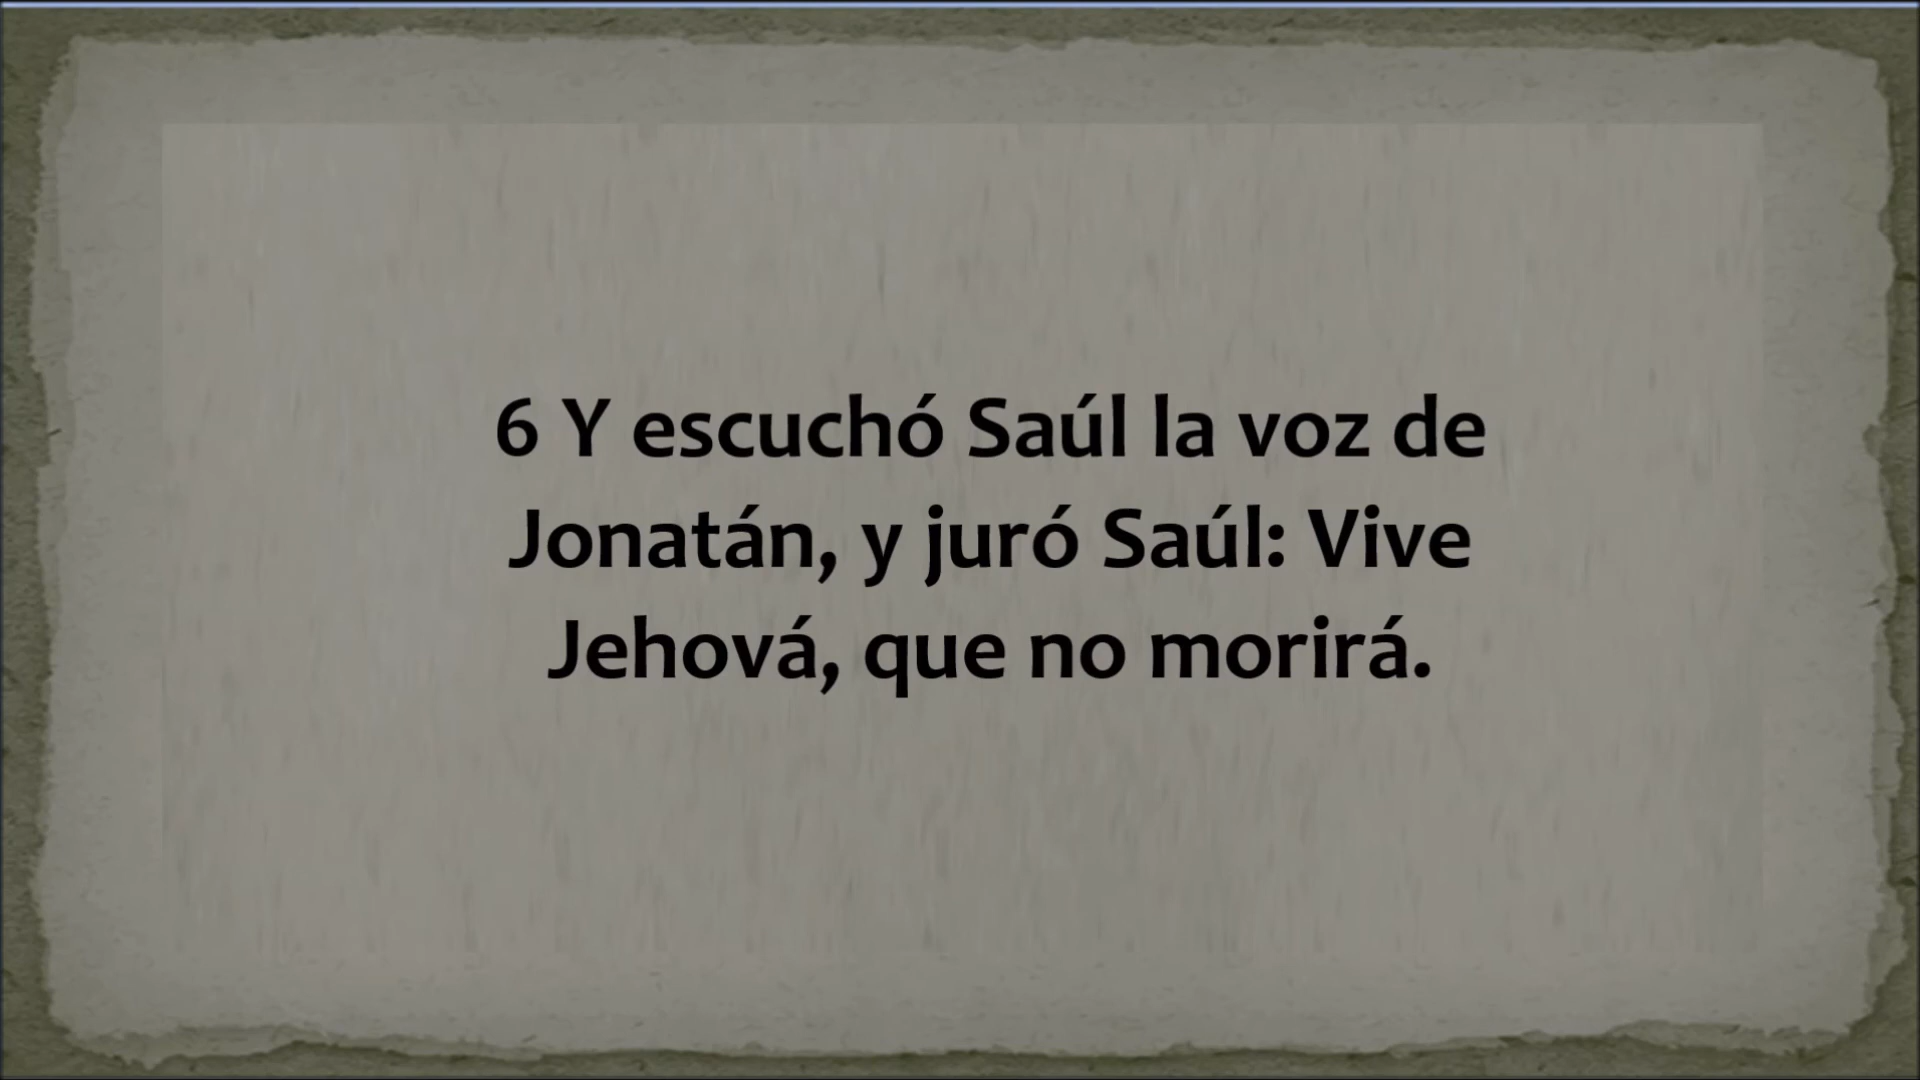 6 Y escuchó Saúl la voz de
Jonatán, y juró Saúl: Vive
Jehová, que no morirá.